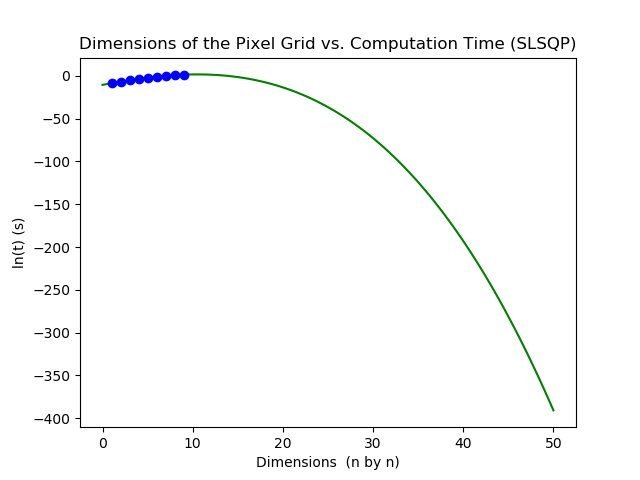 Dimensions of the Pixel Grid vs. Computation Time (SLSQP)
0
−50
−100
−150
−200
−250
−300
−350
−400
ln(t) (s)
0 10 20 30 40 50
Dimensions (n by n)